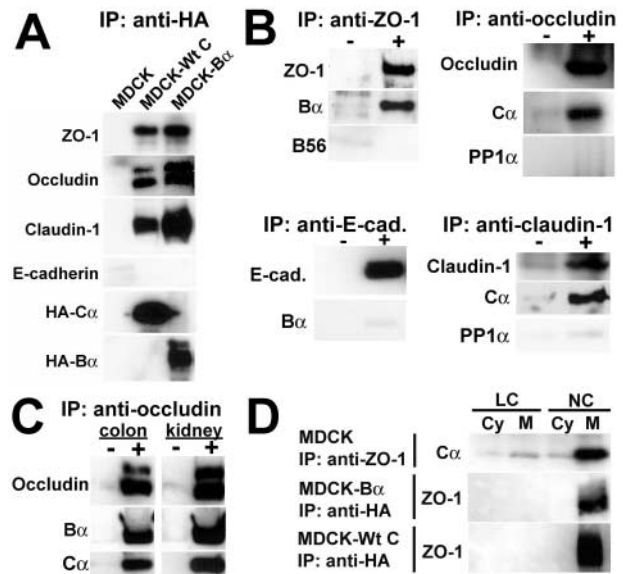 A
IP: anti-HA
MDCK
MDCK-Wt C
MDCK-Bα
ZO-1
Occludin
Claudin-1
E-cadherin
HA-Cα
HA-Bα
B
IP: anti-ZO-1
- +
ZO-1
Bα
B56
IP: anti-occludin
- +
Occludin
Cα
PP1α
IP: anti-E-cad.
- +
E-cad.
Bα
IP: anti-claudin-1
- +
Claudin-1
Cα
PP1α
C
IP: anti-occludin
colon kidney
- + - +
Occludin
Bα
Cα
D
LC NC
Cy M Cy M
MDCK
IP: anti-ZO-1
Cα
MDCK-Bα
IP: anti-HA
ZO-1
MDCK-Wt C
IP: anti-HA
ZO-1